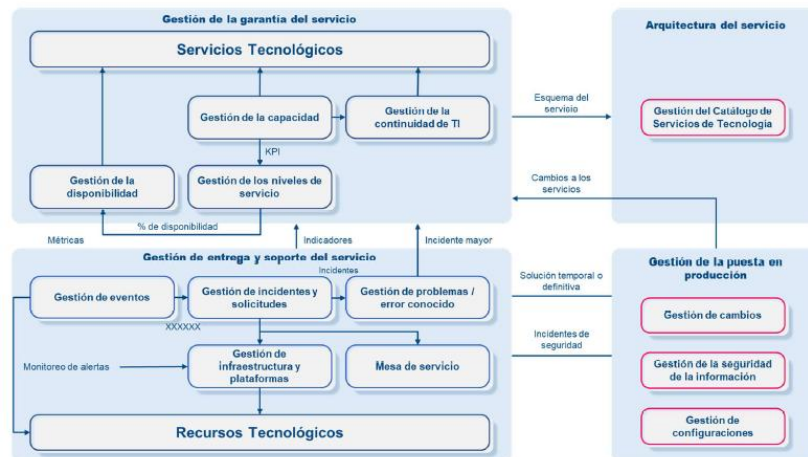 Gestión de la garantía del servicio
Servicios Tecnológicos
Gestión de la capacidad
Gestión de la
continuidad de TI
KPI
Gestión de la
disponibilidad
Gestión de los niveles de
servicio
% de disponibilidad
Esquema del
servicio
Arquitectura del servicio
Gestión del Catálogo de
Servicios de Tecnología
Cambios a los
servicios
Métricas
Indicadores
Incidente mayor
Gestión de entrega y soporte del servicio
Incidentes
Gestión de eventos
Gestión de incidentes y
solicitudes
Gestión de problemas /
error conocido
XXXXXX
Monitoreo de alertas
Gestión de
infraestructura y
plataformas
Mesa de servicio
Recursos Tecnológicos
Solución temporal o
definitiva
Incidentes de
seguridad
Gestión de la puesta en
producción
Gestión de cambios
Gestión de la seguridad
de la información
Gestión de
configuraciones